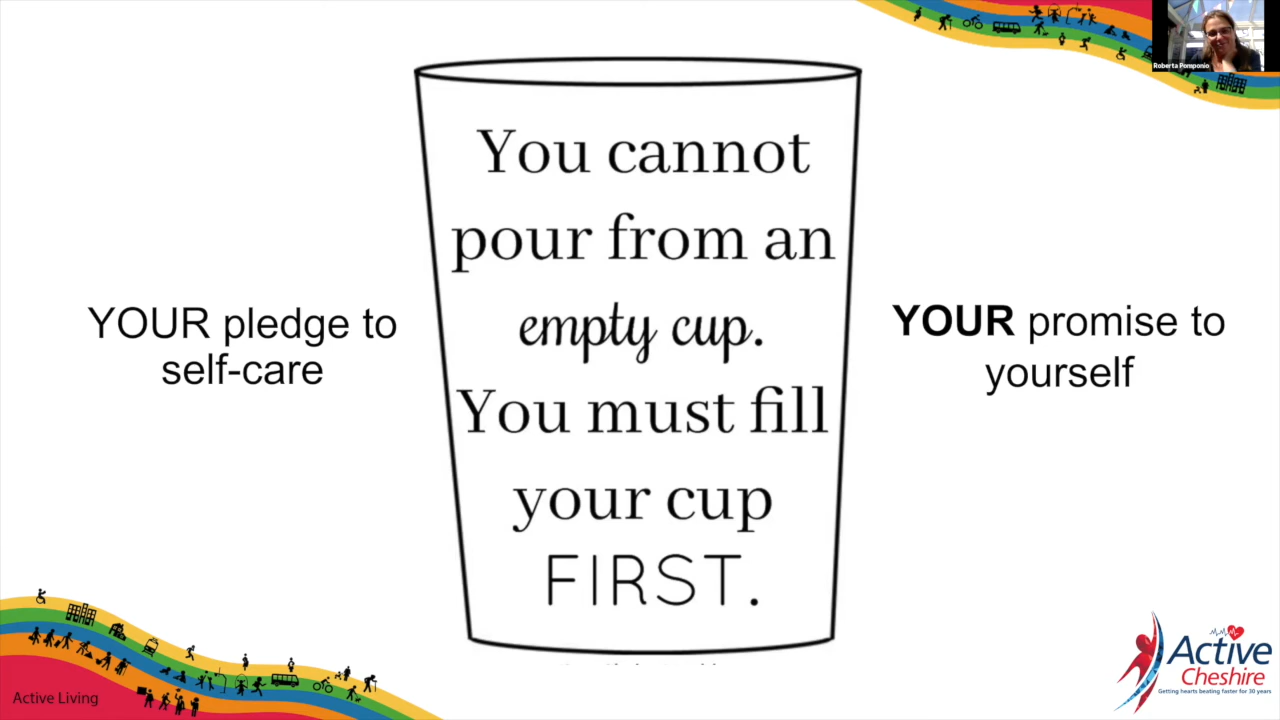 Roberta Pomponio
You cannot
pour from an
empty cup.
You must fill
your cup
FIRST.
YOUR pledge to
self-care
YOUR promise to
yourself
Active Living
Active
Cheshire
Getting hearts beating faster for 30 years